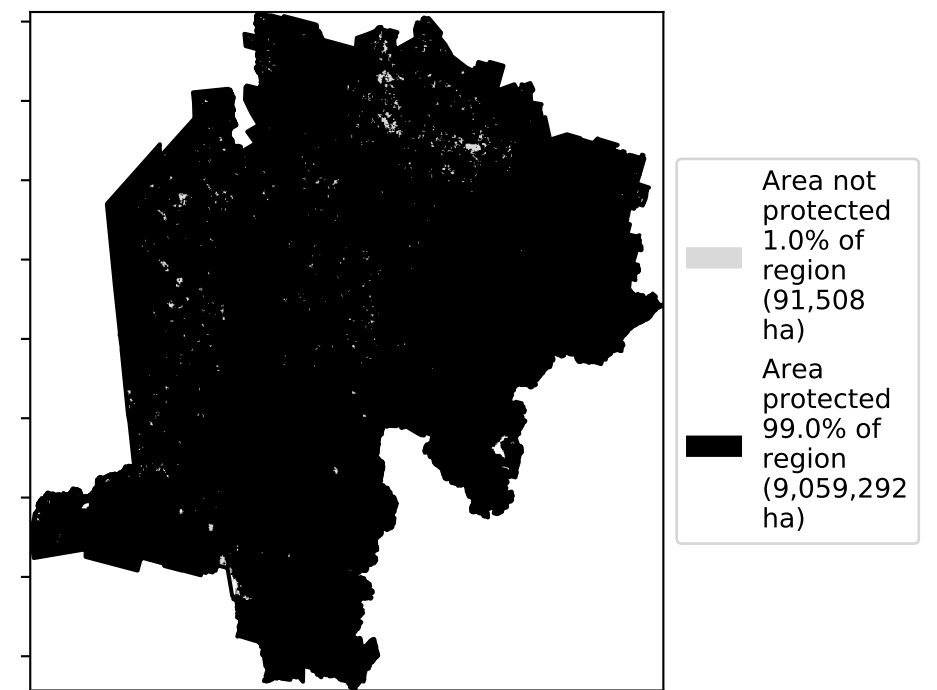 Area not
protected
1.0% of
region
(91,508
ha)
Area
protected
99.0% of
region
(9,059,292
ha)